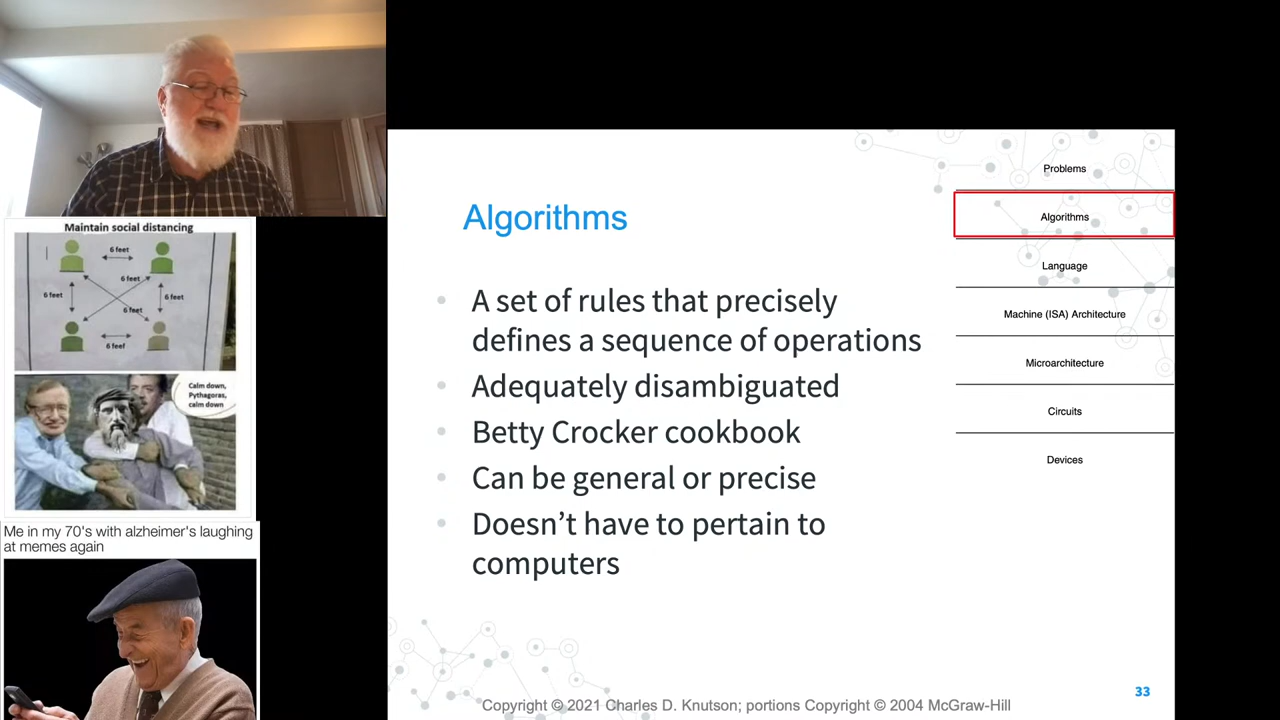 Maintain social distancing
6 feet
6 feet
6 feet
6 feet
6 feet
6 feet
Calm down,
Pythagoras,
calm down
Me in my 70's with alzheimer's laughing
at memes again
Algorithms
• A set of rules that precisely
defines a sequence of operations
• Adequately disambiguated
• Betty Crocker cookbook
• Can be general or precise
• Doesn't have to pertain to
computers
Problems
Algorithms
Language
Machine (ISA) Architecture
Microarchitecture
Circuits
Devices
33
Copyright © 2021 Charles D. Knutson; portions Copyright © 2004 McGraw-Hill